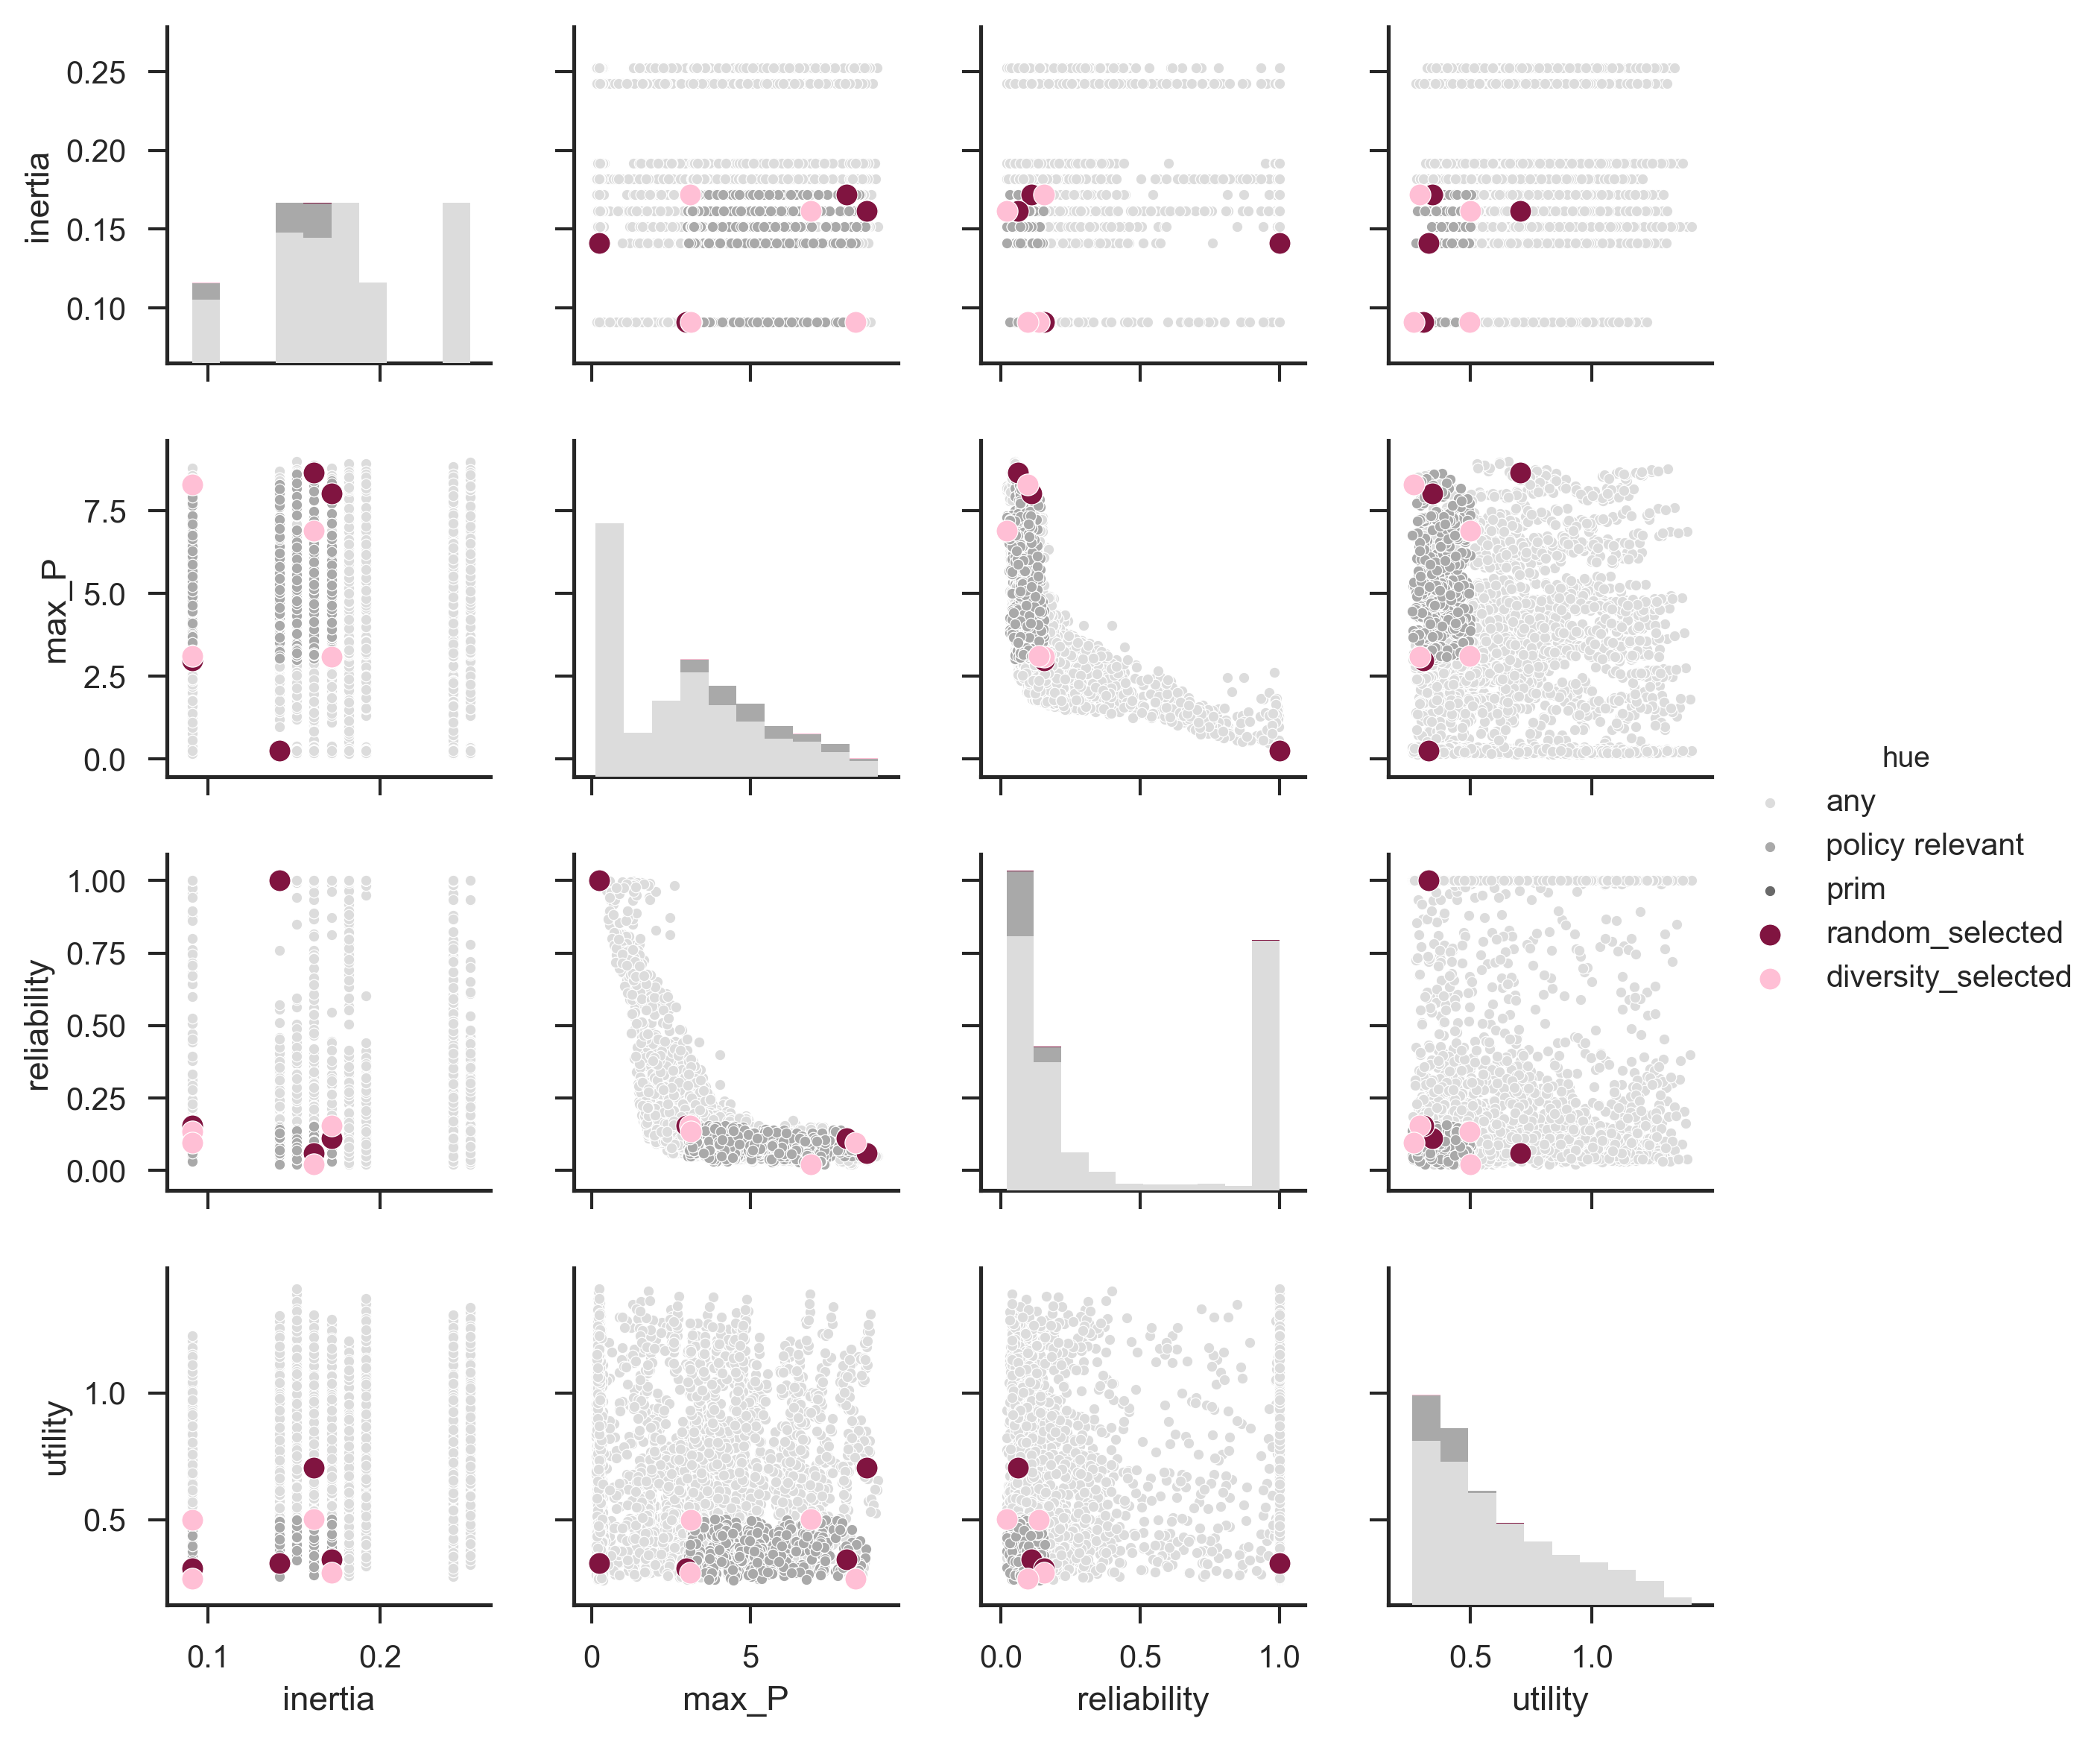 inertia
0.25
0.20
0.15
0.10
max_P
7.5
5.0
2.5
0.0
reliability
1.00
0.75
0.50
0.25
0.00
utility
1.0
0.5
0.1
0.2
inertia
0
5
max_P
0.0
0.5
1.0
reliability
0.5
1.0
utility
hue
any
policy relevant
prim
random_selected
diversity_selected